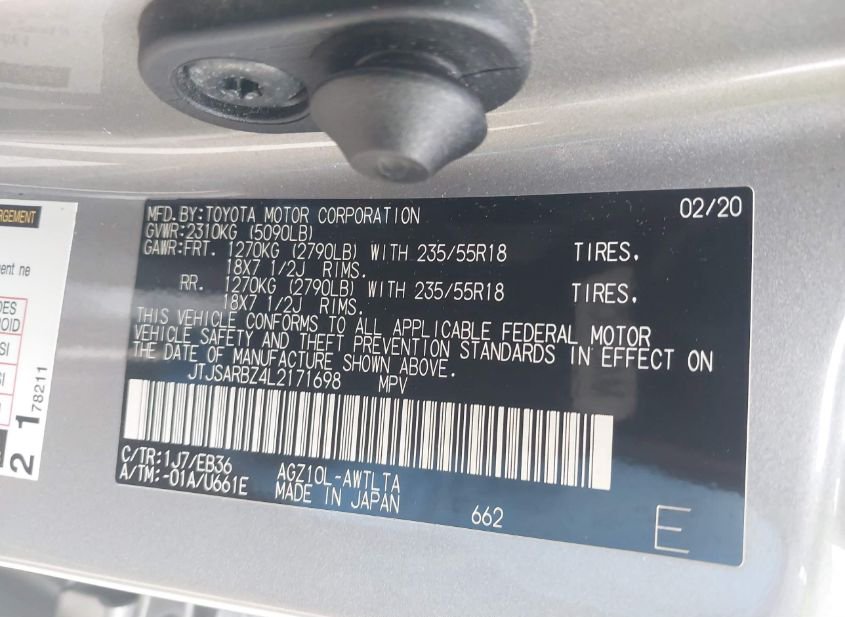 MFD.BY:TOYOTA MOTOR CORPORATION 02/20
GVWR:2310KG (5090LB)
GAWR:FRT. 1270KG (2790LB) WITH 235/55R18 TIRES.
18X7 1/2J RIMS.
RR. 1270KG (2790LB) WITH 235/55R18 TIRES.
18X7 1/2J RIMS.
THIS VEHICLE CONFORMS TO ALL APPLICABLE FEDERAL MOTOR
VEHICLE SAFETY AND THEFT PREVENTION STANDARDS IN EFFECT ON
THE DATE OF MANUFACTURE SHOWN ABOVE.
JTJSARBZ4L2171698 MPV
C/TR:1J7/EB36
A/TM:-01A/U661E
AGZ10L-AWTLTA
MADE IN JAPAN
662
E
78211
2 1